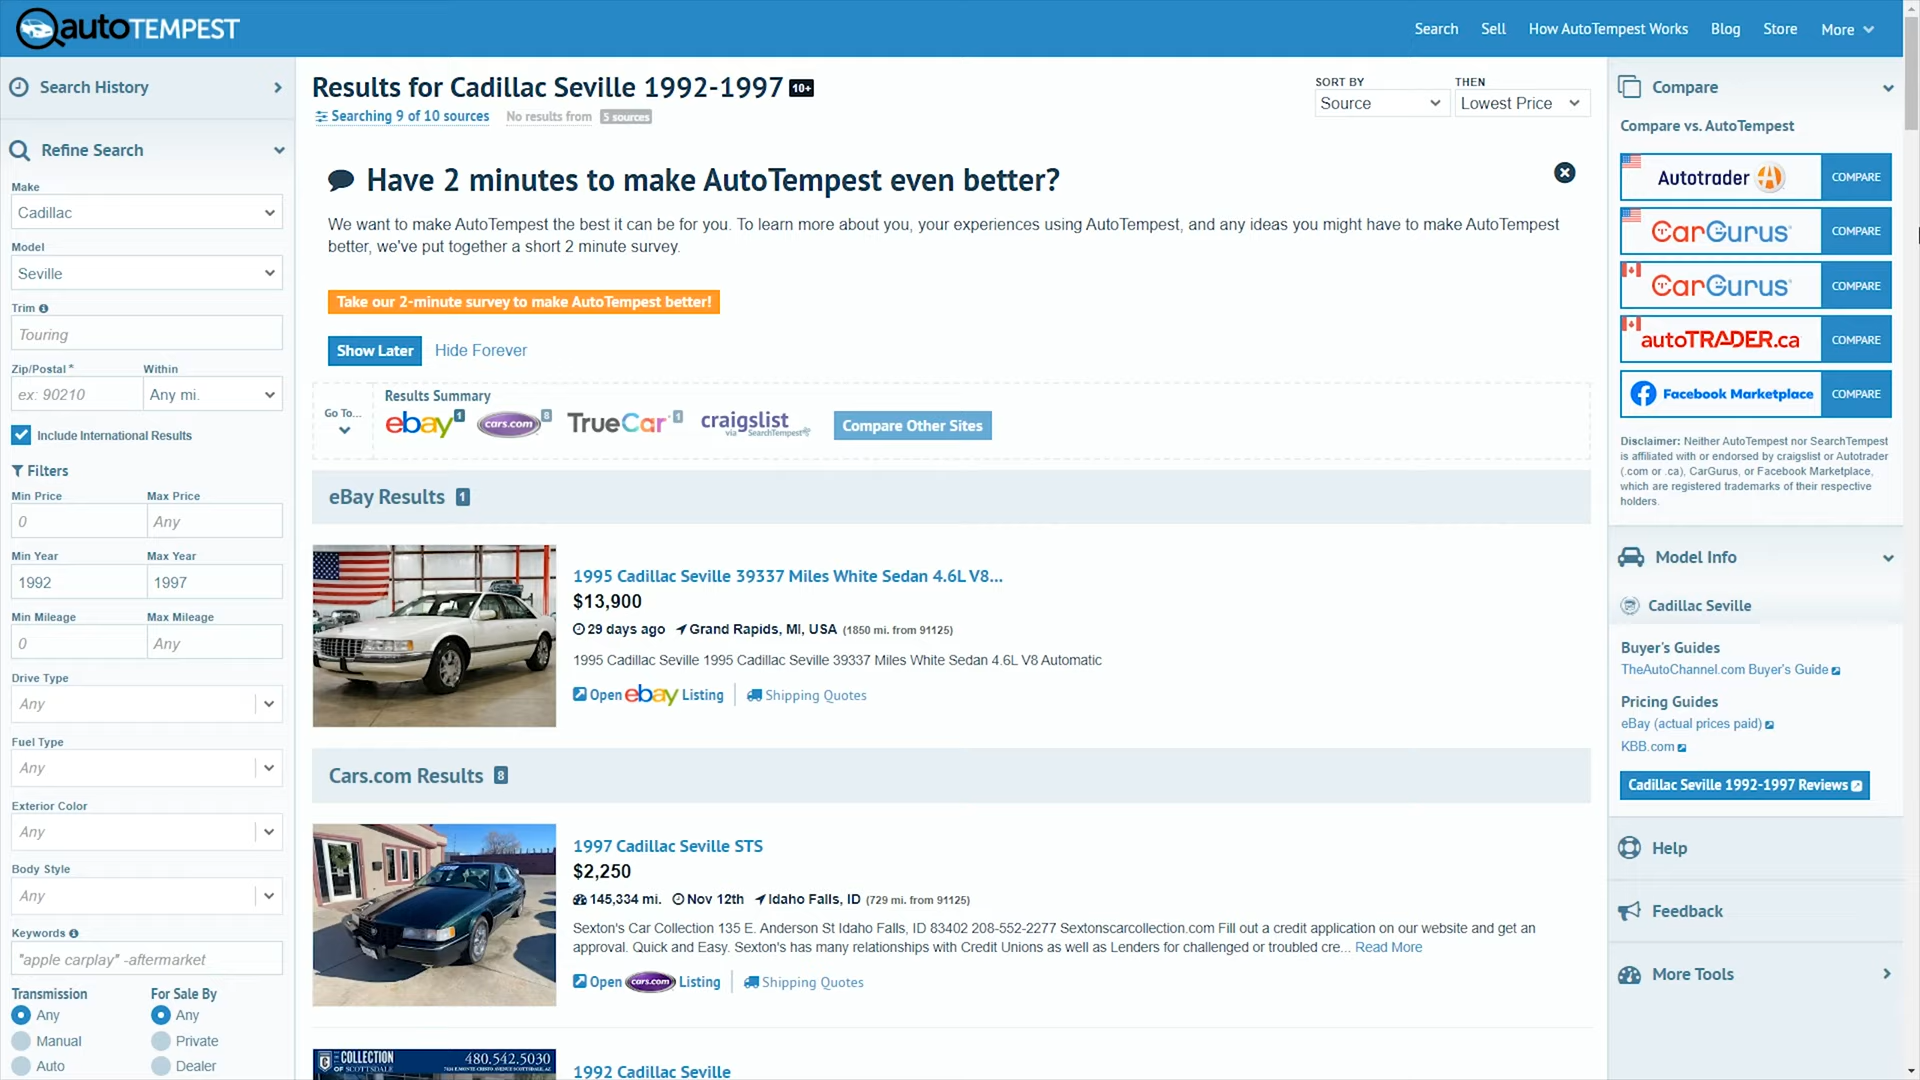 autoTEMPEST
Search
Sell
How AutoTempest Works
Blog
Store
More
Search History
Refine Search
Make
Cadillac
Model
Seville
Trim
Touring
Zip/Postal *
Within
ex: 90210
Any mi.
Include International Results
Filters
Min Price
Max Price
0
Any
Min Year
Max Year
1992
1997
Min Mileage
Max Mileage
0
Any
Drive Type
Any
Fuel Type
Any
Exterior Color
Any
Body Style
Any
Keywords
"apple carplay" -aftermarket
Transmission
For Sale By
Any
Any
Manual
Private
Auto
Dealer
Results for Cadillac Seville 1992-1997 10+
Searching 9 of 10 sources
No results from 5 sources
SORT BY
THEN
Source
Lowest Price
Have 2 minutes to make AutoTempest even better?
We want to make AutoTempest the best it can be for you. To learn more about you, your experiences using AutoTempest, and any ideas you might have to make AutoTempest
better, we've put together a short 2 minute survey.
Take our 2-minute survey to make AutoTempest better!
Show Later
Hide Forever
Go To...
Results Summary
ebay 1
cars.com 8
TrueCar 1
craigslist
via SearchTempest
Compare Other Sites
eBay Results 1
1995 Cadillac Seville 39337 Miles White Sedan 4.6L V8...
$13,900
29 days ago Grand Rapids, MI, USA (1850 mi. from 91125)
1995 Cadillac Seville 1995 Cadillac Seville 39337 Miles White Sedan 4.6L V8 Automatic
Open ebay Listing
Shipping Quotes
Cars.com Results 8
1997 Cadillac Seville STS
$2,250
145,334 mi. Nov 12th Idaho Falls, ID (729 mi. from 91125)
Sexton's Car Collection 135 E. Anderson St Idaho Falls, ID 83402 208-552-2277 Sextonscarcollection.com Fill out a credit application on our website and get an
approval. Quick and Easy. Sexton's has many relationships with Credit Unions as well as Lenders for challenged or troubled cre... Read More
Open cars.com Listing
Shipping Quotes
COLLECTION
OF SCOTTSDALE
480.542.5030
1992 Cadillac Seville
Compare
Compare vs. AutoTempest
Autotrader
COMPARE
CarGurus
COMPARE
CarGurus
COMPARE
autoTRADER.ca
COMPARE
Facebook Marketplace
COMPARE
Disclaimer: Neither AutoTempest nor SearchTempest
is affiliated with or endorsed by craigslist or Autotrader
(.com or .ca), CarGurus, or Facebook Marketplace,
which are registered trademarks of their respective
holders.
Model Info
Cadillac Seville
Buyer's Guides
TheAutoChannel.com Buyer's Guide
Pricing Guides
eBay (actual prices paid)
KBB.com
Cadillac Seville 1992-1997 Reviews
Help
Feedback
More Tools